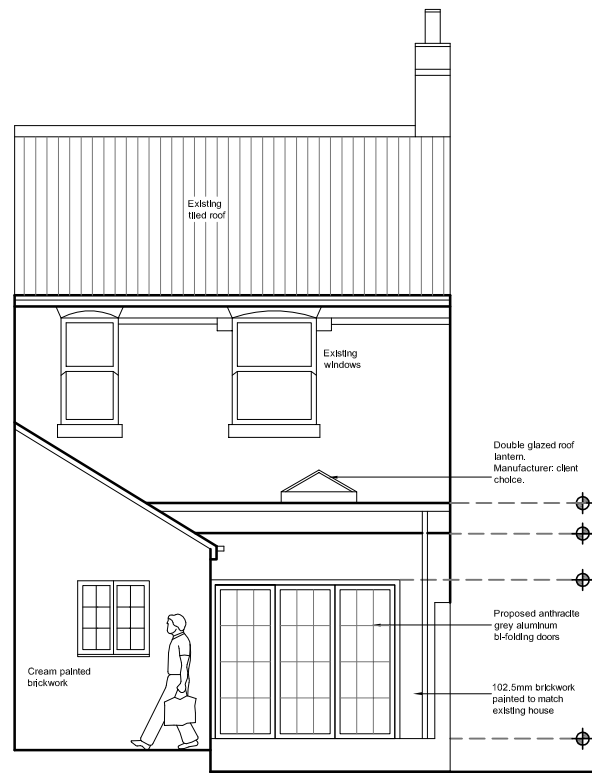 Existing
tiled roof
Existing
windows
Double glazed roof
lantern.
Manufacturer: client
choice.
Proposed anthracite
grey aluminum
bi-folding doors
Cream painted
brickwork
102.5mm brickwork
painted to match
existing house